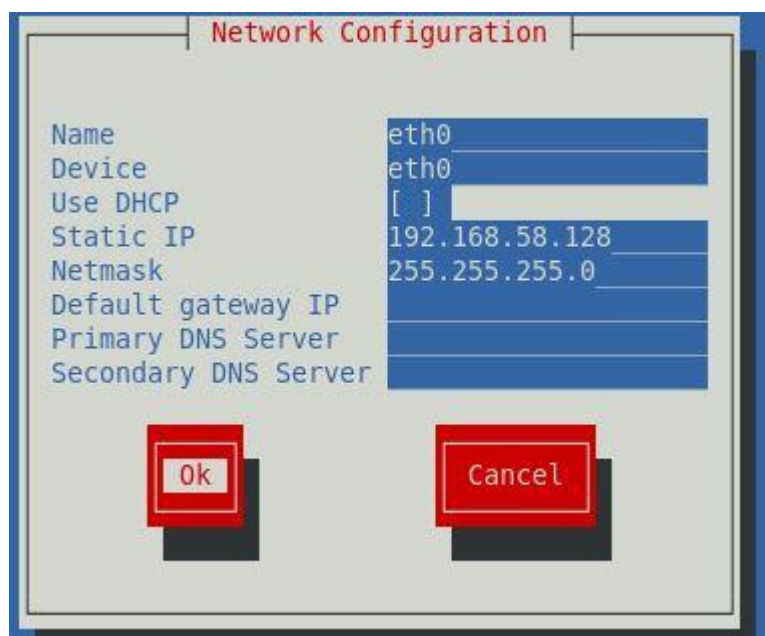 Network Configuration
Name eth0
Device eth0
Use DHCP [ ]
Static IP 192.168.58.128
Netmask 255.255.255.0
Default gateway IP
Primary DNS Server
Secondary DNS Server
Ok Cancel